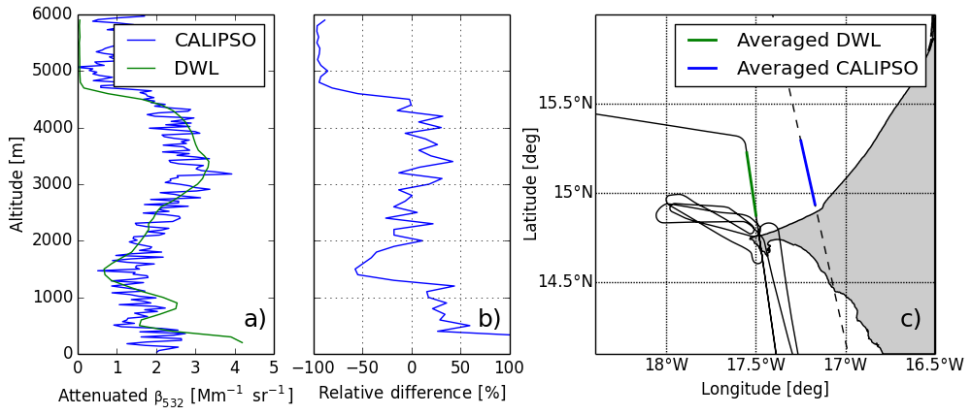 6000
5000
4000
3000
2000
1000
0
Altitude [m]
CALIPSO
DWL
a)
0 1 2 3 4 5
Attenuated β532 [Mm−1 sr−1]
b)
−100 −50 0 50 100
Relative difference [%]
Averaged DWL
Averaged CALIPSO
15.5°N
15°N
14.5°N
Latitude [deg]
c)
18°W 17.5°W 17°W 16.5°W
Longitude [deg]